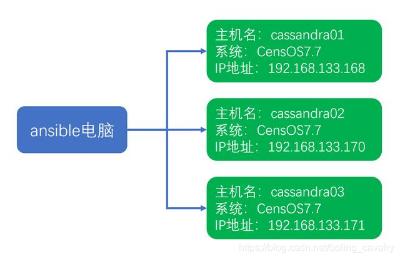 ansible电脑
主机名：cassandra01
系统：CensOS7.7
IP地址：192.168.133.168
主机名：cassandra02
系统：CensOS7.7
IP地址：192.168.133.170
主机名：cassandra03
系统：CensOS7.7
IP地址：192.168.133.171
https://blog.csdn.net/boling_cavalry